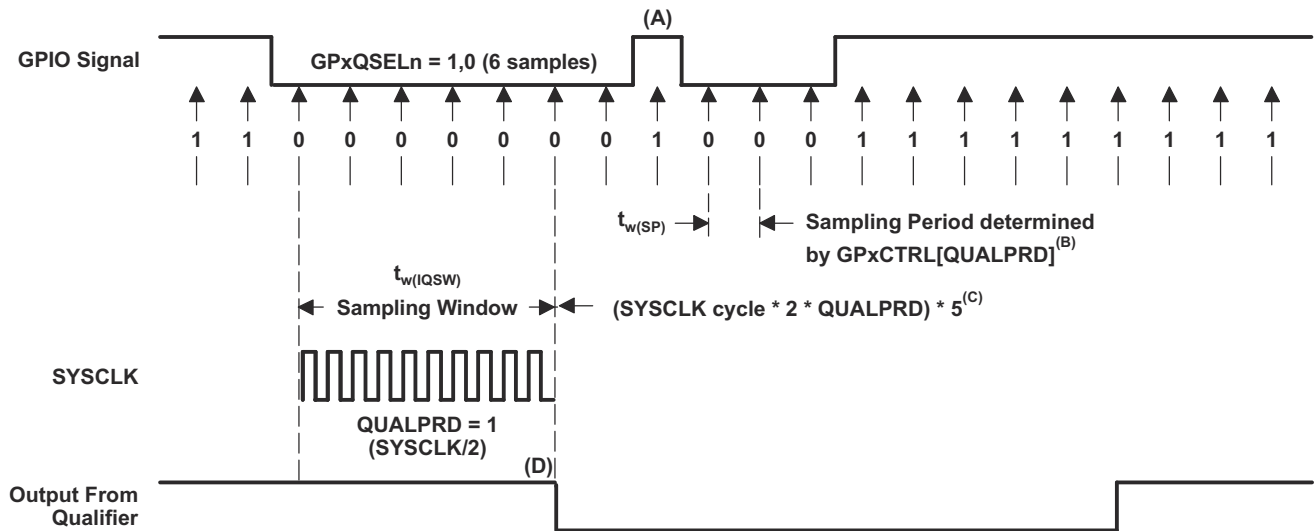 (A)
GPIO Signal
GPxQSELn = 1,0 (6 samples)
1 1 0 0 0 0 0 0 0 1 0 0 0 1 1 1 1 1 1 1 1 1
tw(SP)
Sampling Period determined
by GPxCTRL[QUALPRD](B)
tw(IQSW)
Sampling Window
(SYSCLK cycle * 2 * QUALPRD) * 5(C)
SYSCLK
QUALPRD = 1
(SYSCLK/2)
(D)
Output From
Qualifier